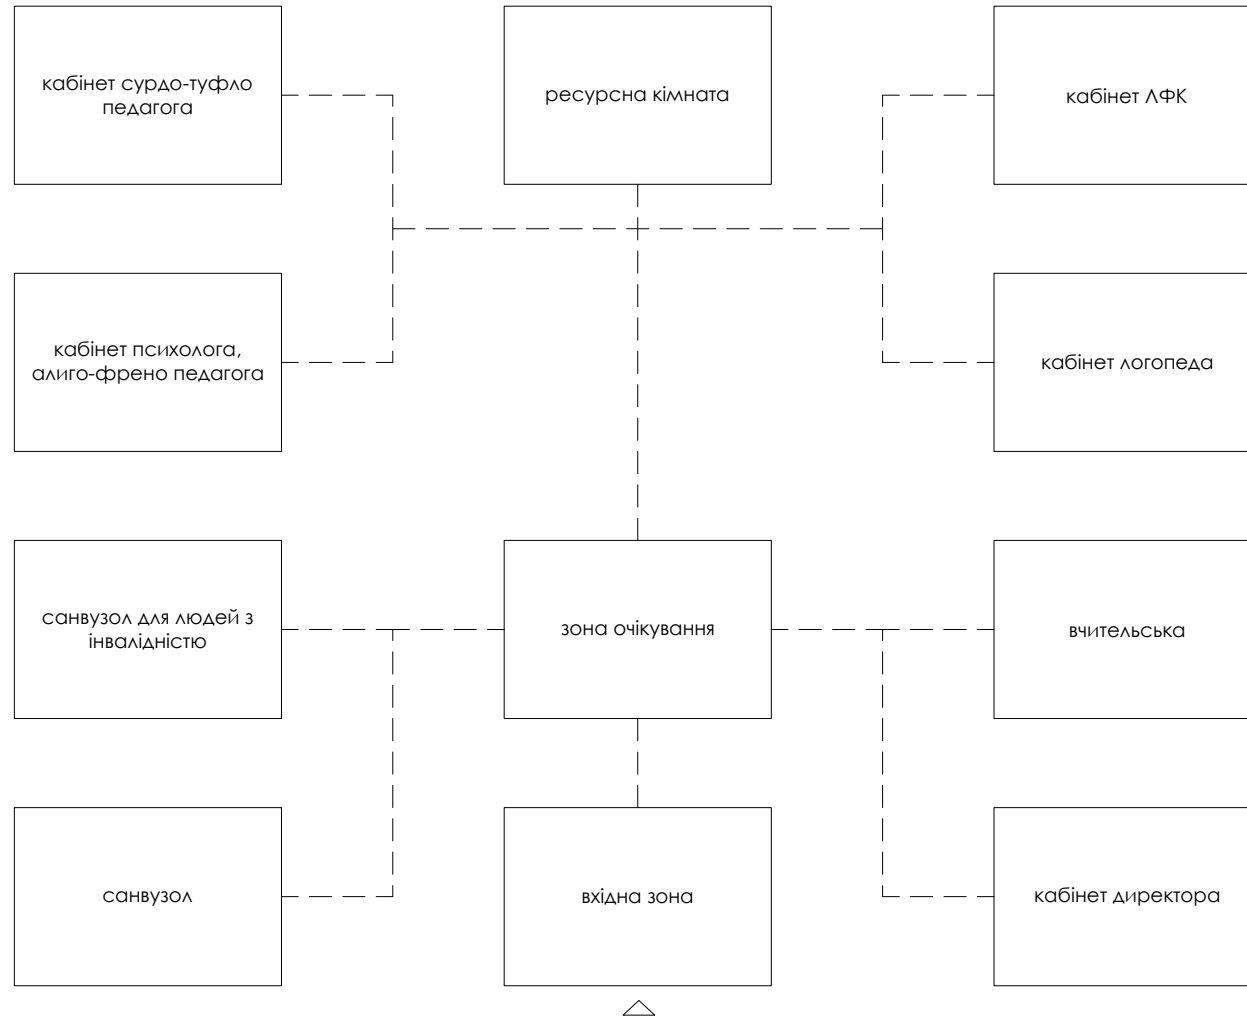 кабінет сурдо-туфло
педагога
ресурсна кімната
кабінет ЛФК
кабінет психолога,
алиго-френо педагога
кабінет логопеда
санвузол для людей з
інвалідністю
зона очікування
вчительська
санвузол
вхідна зона
кабінет директора